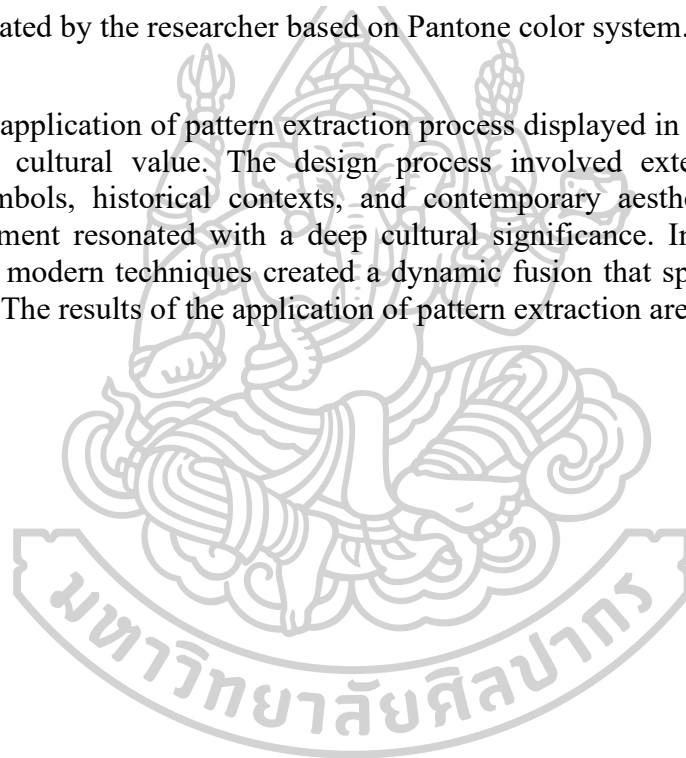 ated by the researcher based on Pantone color system.
application of pattern extraction process displayed in
cultural value. The design process involved exte
mbols, historical contexts, and contemporary aesthe
ment resonated with a deep cultural significance. In
modern techniques created a dynamic fusion that sp
The results of the application of pattern extraction are
มหาวิทยาลัยศิลปากร